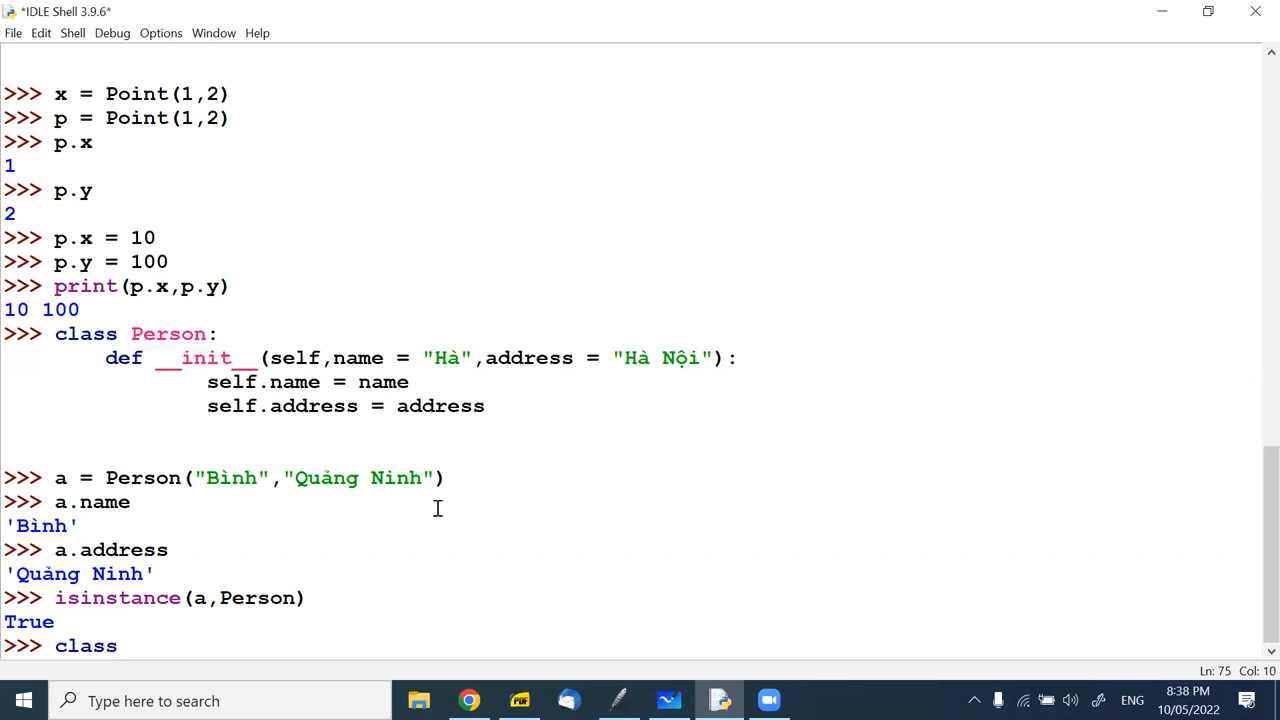 *IDLE Shell 3.9.6*
File Edit Shell Debug Options Window Help
>>> x = Point(1,2)
>>> p = Point(1,2)
>>> p.x
1
>>> p.y
2
>>> p.x = 10
>>> p.y = 100
>>> print(p.x,p.y)
10 100
>>> class Person:
def __init__(self,name = "Hà",address = "Hà Nội"):
self.name = name
self.address = address
>>> a = Person("Bình","Quảng Ninh")
>>> a.name
'Bình'
>>> a.address
'Quảng Ninh'
>>> isinstance(a,Person)
True
>>> class
Ln: 75 Col: 10
Type here to search
PDF
ENG
8:38 PM
10/05/2022